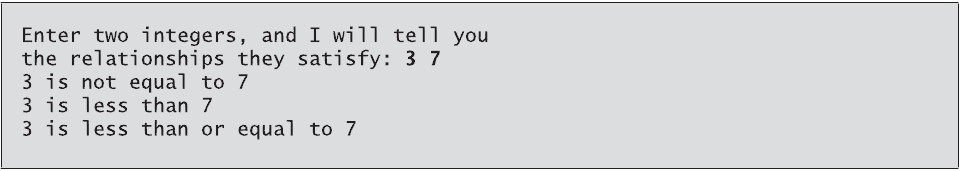 Enter two integers, and I will tell you
the relationships they satisfy: 3 7
3 is not equal to 7
3 is less than 7
3 is less than or equal to 7